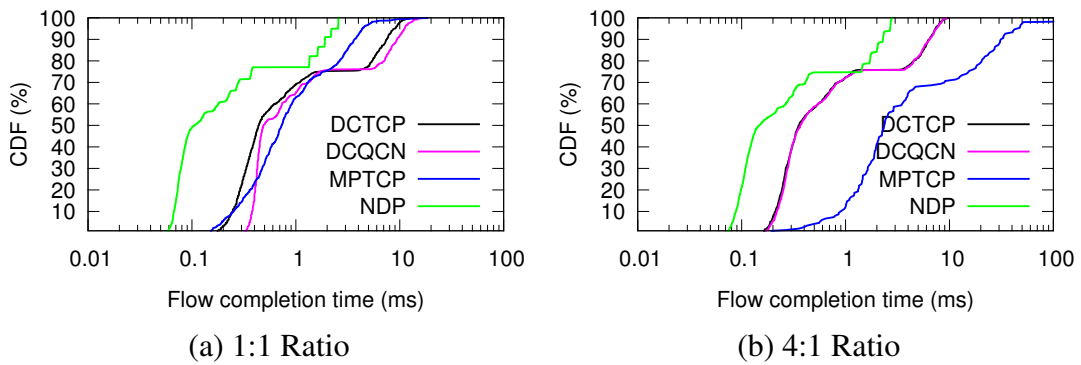 100
90
80
70
60
50
40
30
20
10
CDF (%)
DCTCP
DCQCN
MPTCP
NDP
0.01 0.1 1 10 100
Flow completion time (ms)
(a) 1:1 Ratio
100
90
80
70
60
50
40
30
20
10
CDF (%)
DCTCP
DCQCN
MPTCP
NDP
0.01 0.1 1 10 100
Flow completion time (ms)
(b) 4:1 Ratio